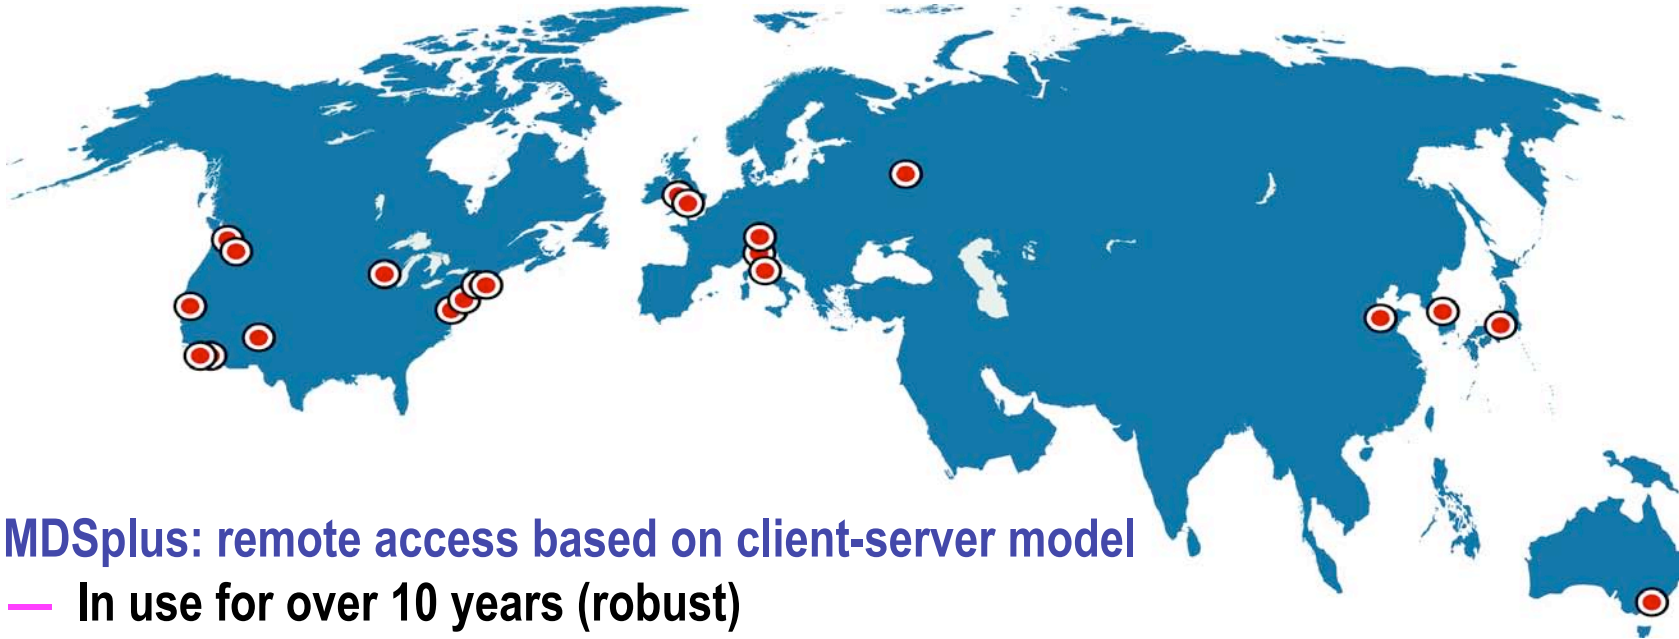 MDSplus: remote access based on client-server model
— In use for over 10 years (robust)